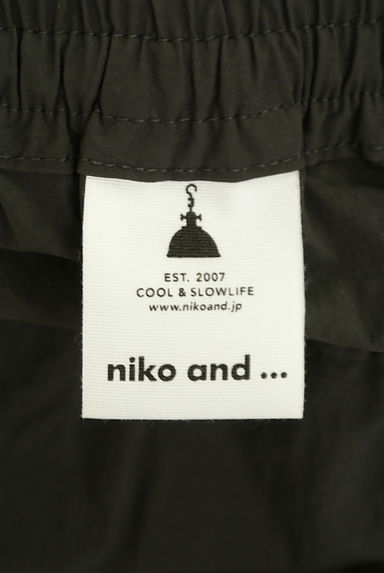 EST. 2007
COOL & SLOWLIFE
www.nikoand.jp
niko and ...